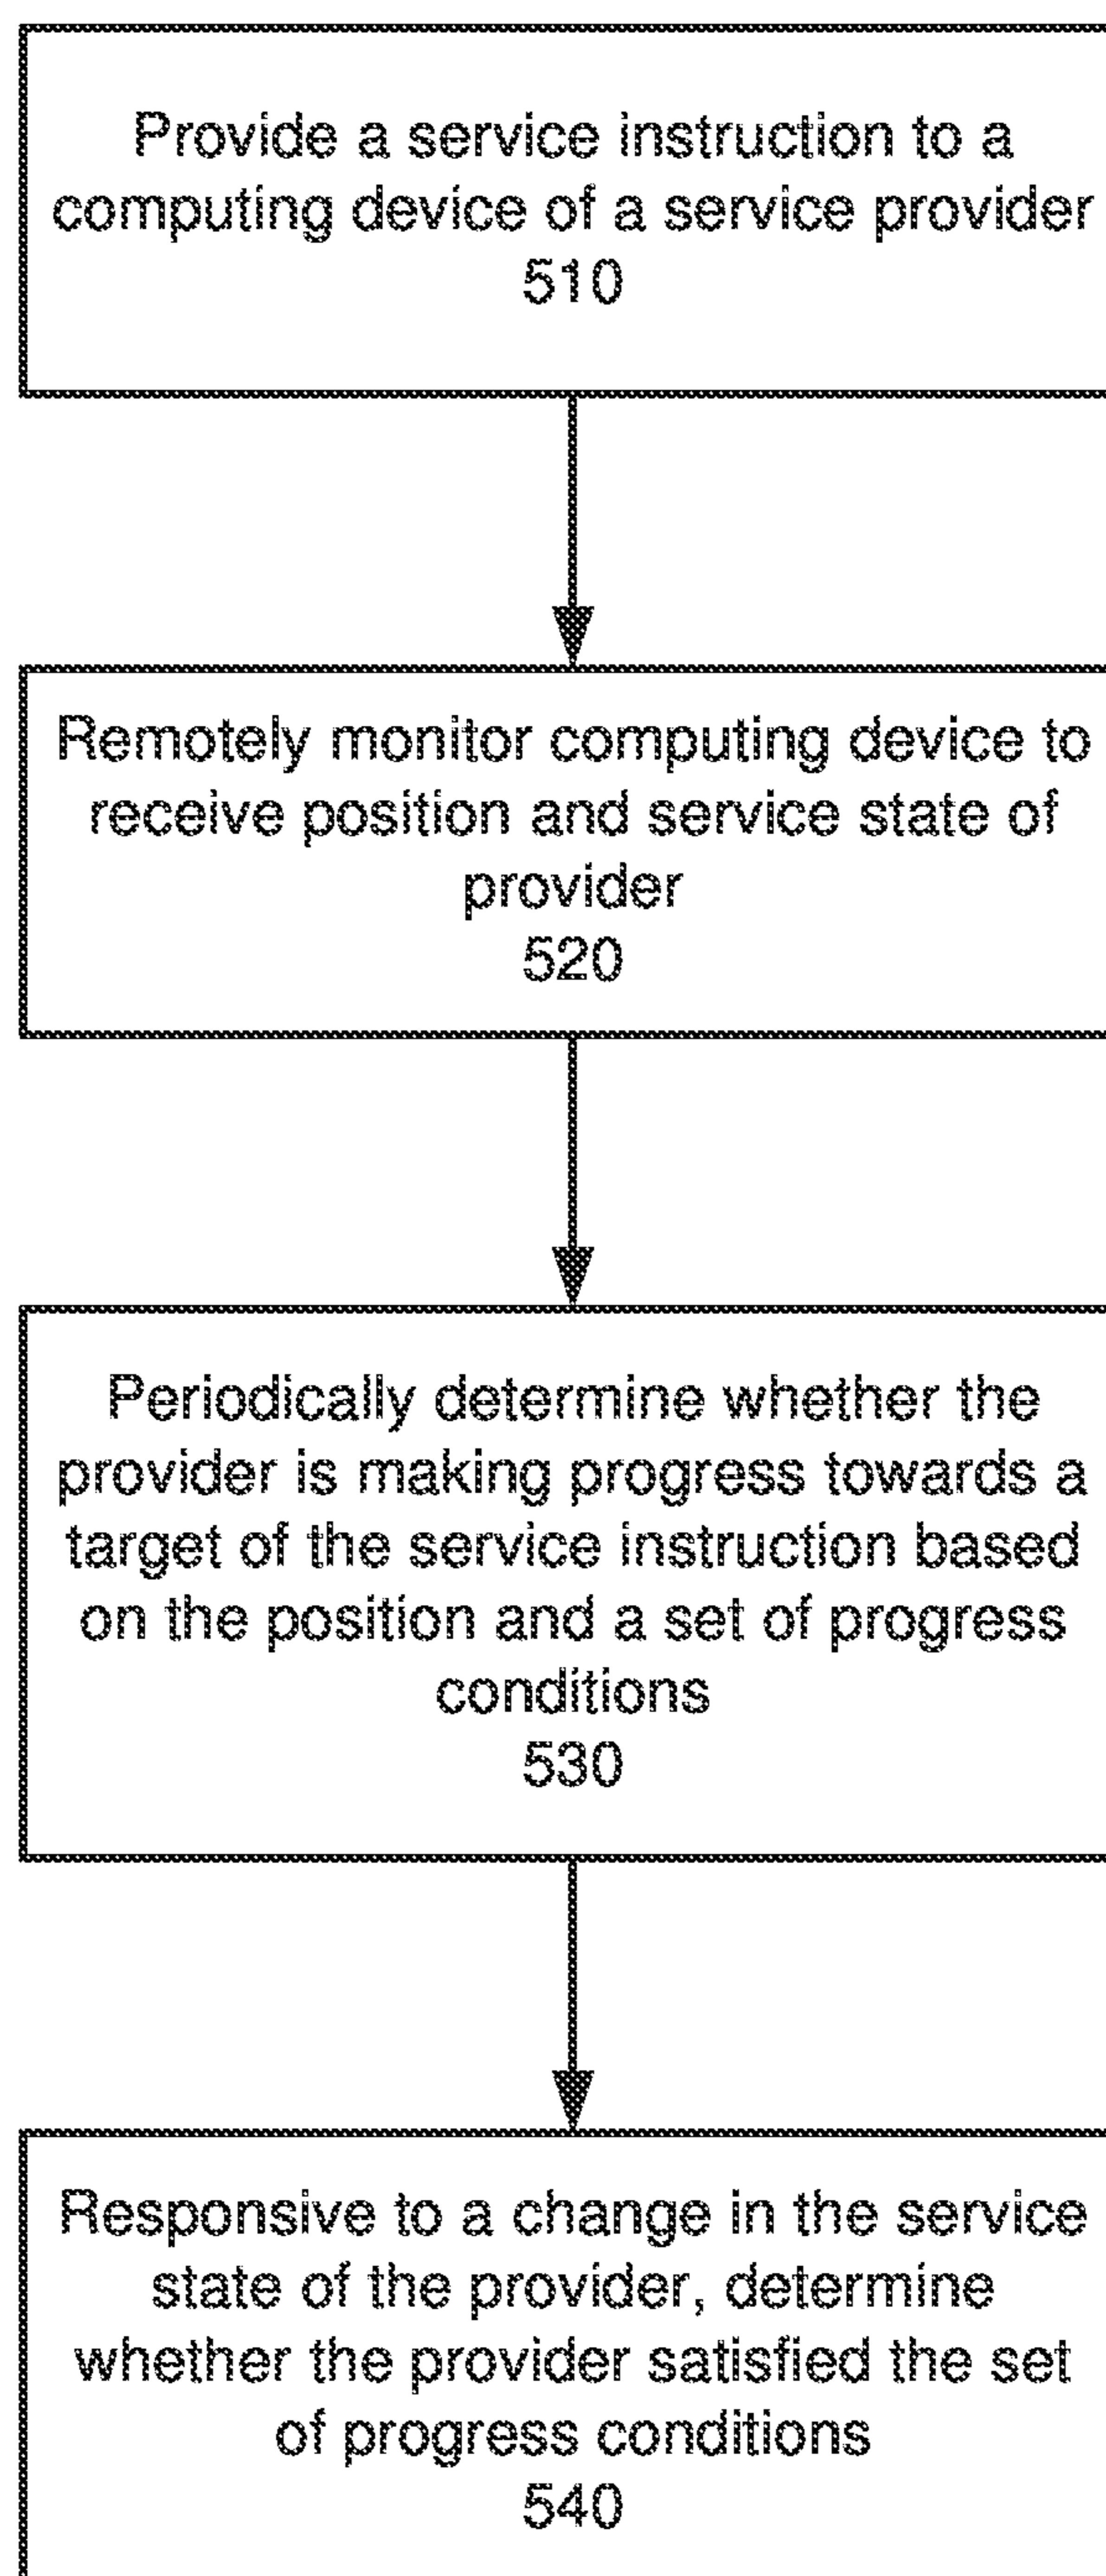 Provide a service instruction to a
computing device of a service provider
510
Remotely monitor computing device to
receive position and service state of
provider
520
Periodically determine whether the
provider is making progress towards a
target of the service instruction based
on the position and a set of progress
conditions
530
Responsive to a change in the service
state of the provider, determine
whether the provider satisfied the set
of progress conditions
540